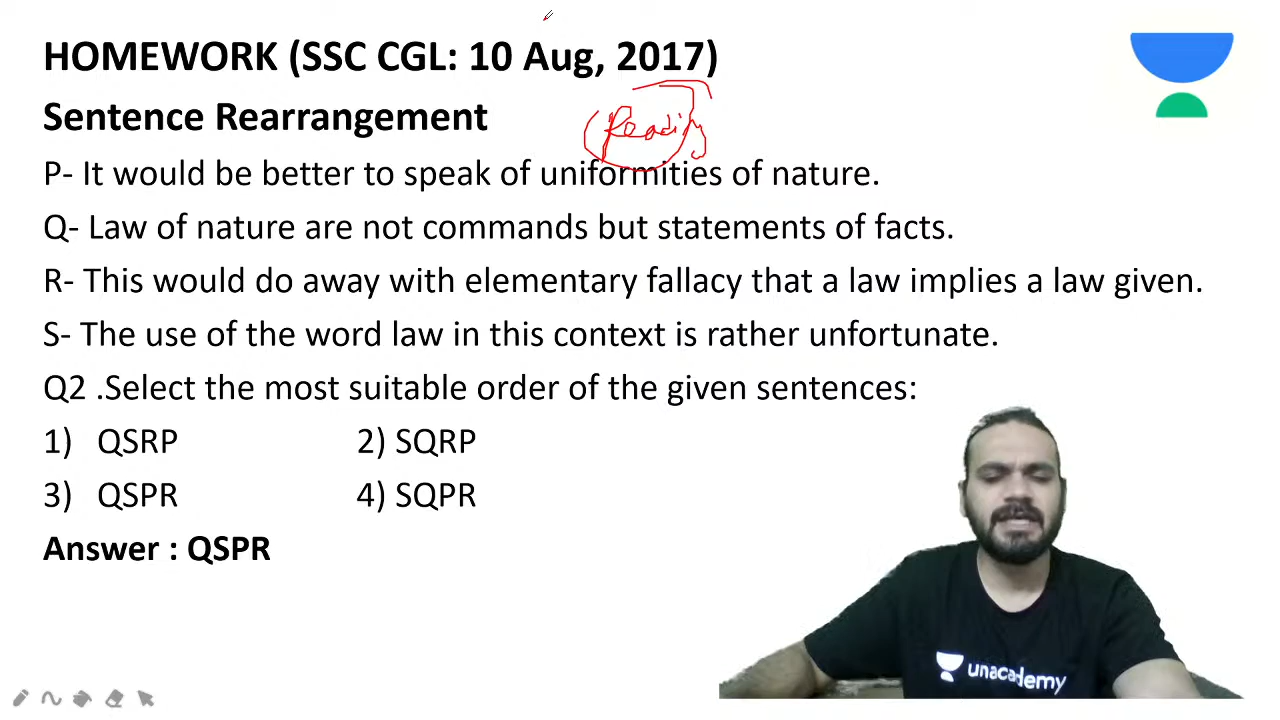 HOMEWORK (SSC CGL: 10 Aug, 2017)
Sentence Rearrangement
Reading
P- It would be better to speak of uniformities of nature.
Q- Law of nature are not commands but statements of facts.
R- This would do away with elementary fallacy that a law implies a law given.
S- The use of the word law in this context is rather unfortunate.
Q2 .Select the most suitable order of the given sentences:
1) QSRP 2) SQRP
3) QSPR 4) SQPR
Answer : QSPR
unacademy